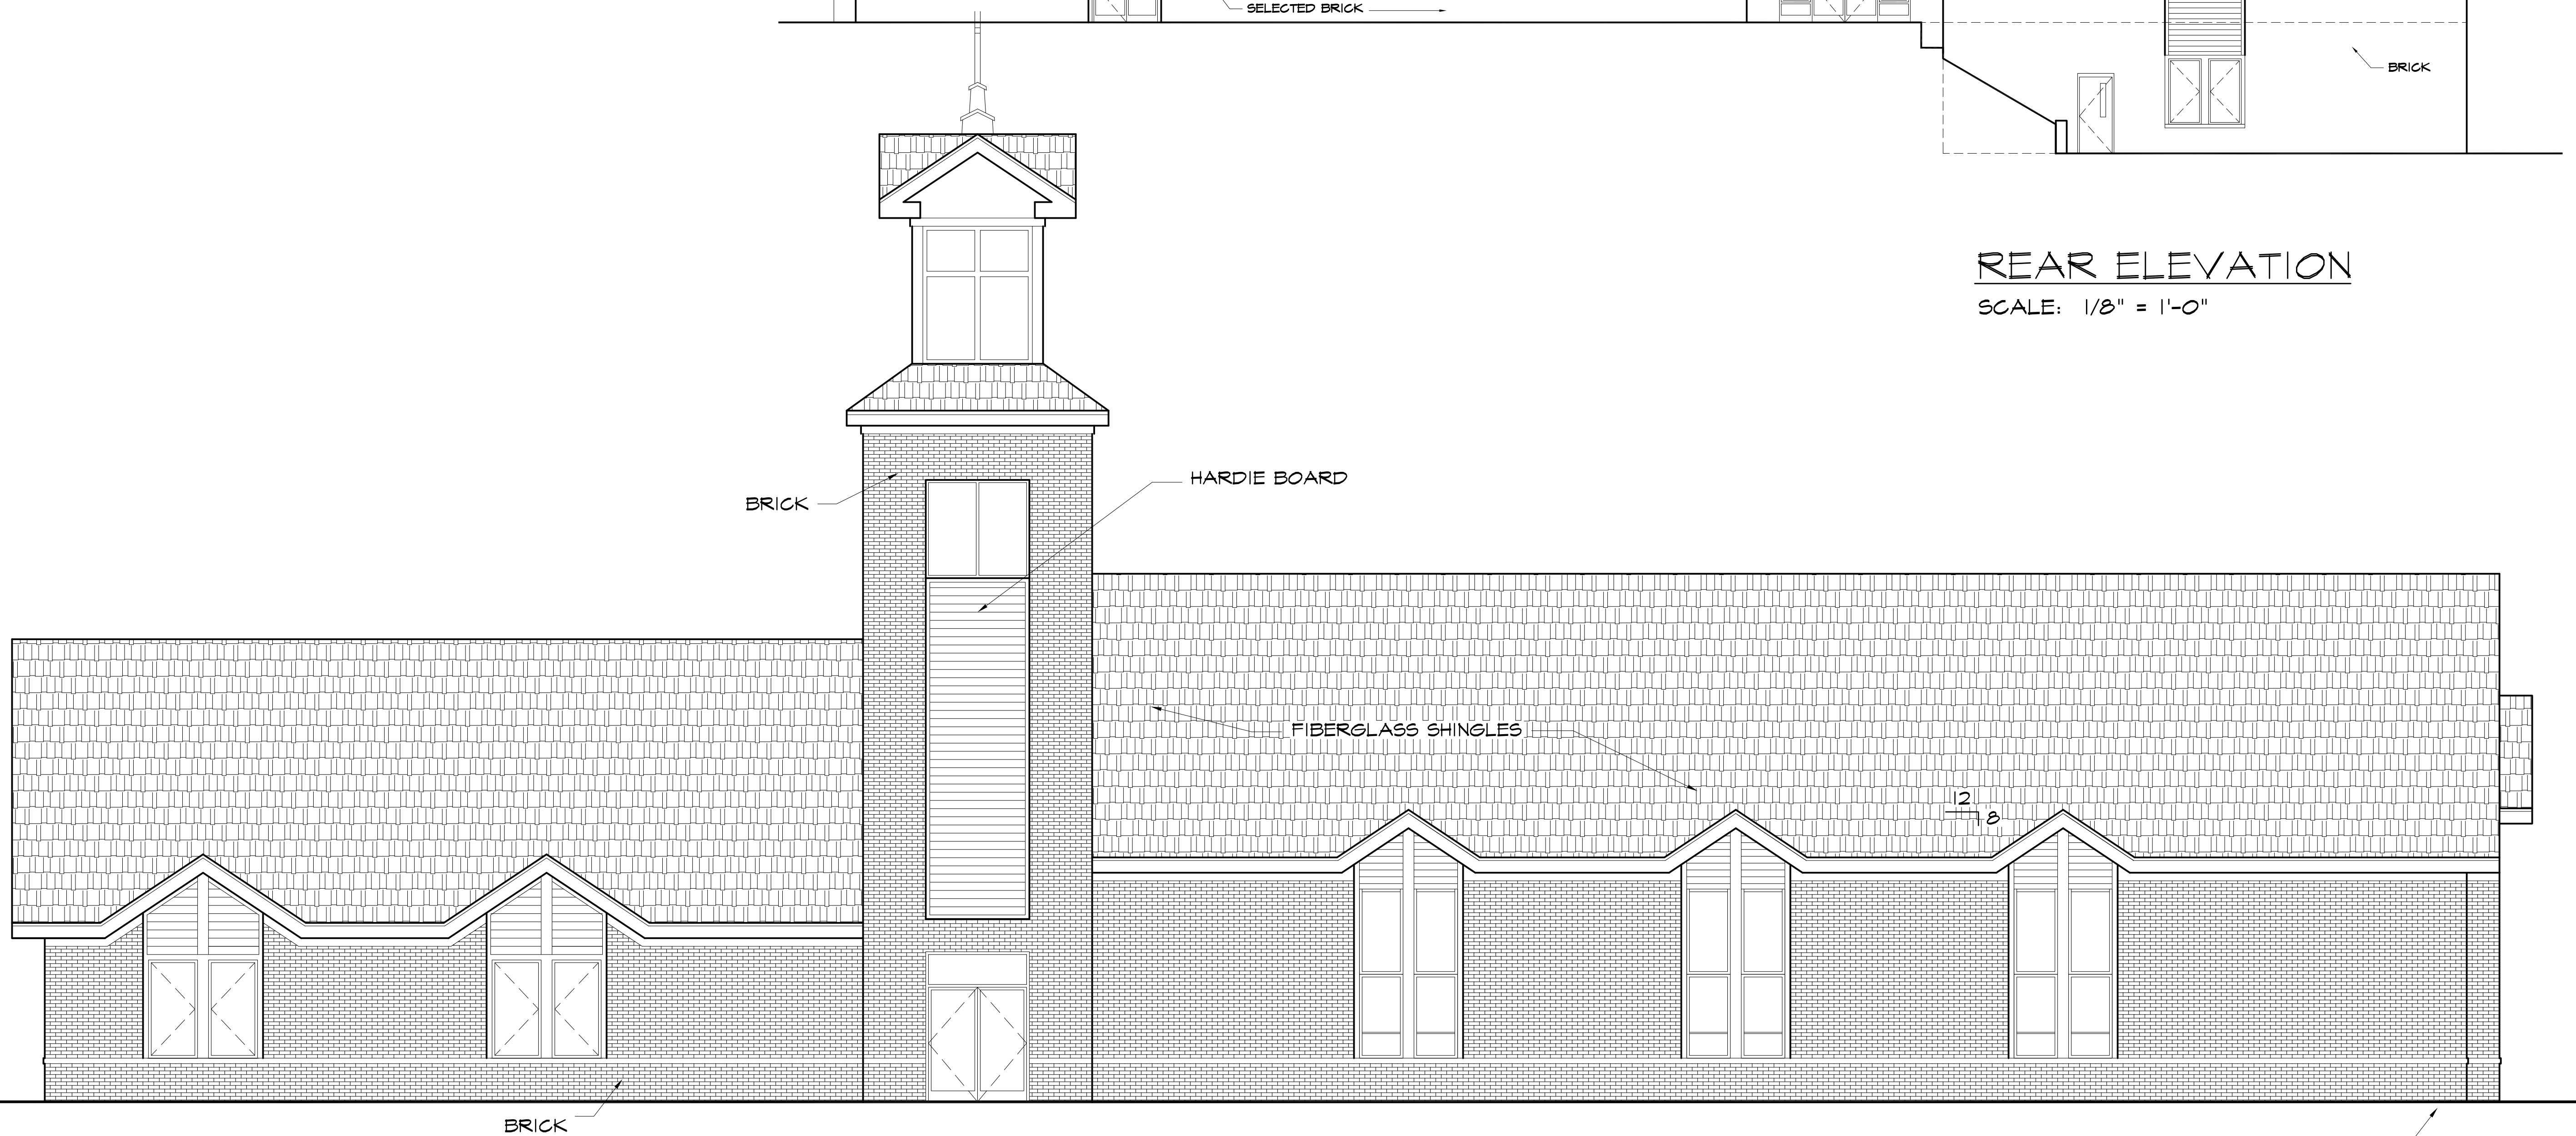 SELECTED BRICK
BRICK
REAR ELEVATION
SCALE: 1/8" = 1'-0"
HARDIE BOARD
BRICK
FIBERGLASS SHINGLES
12
8
BRICK